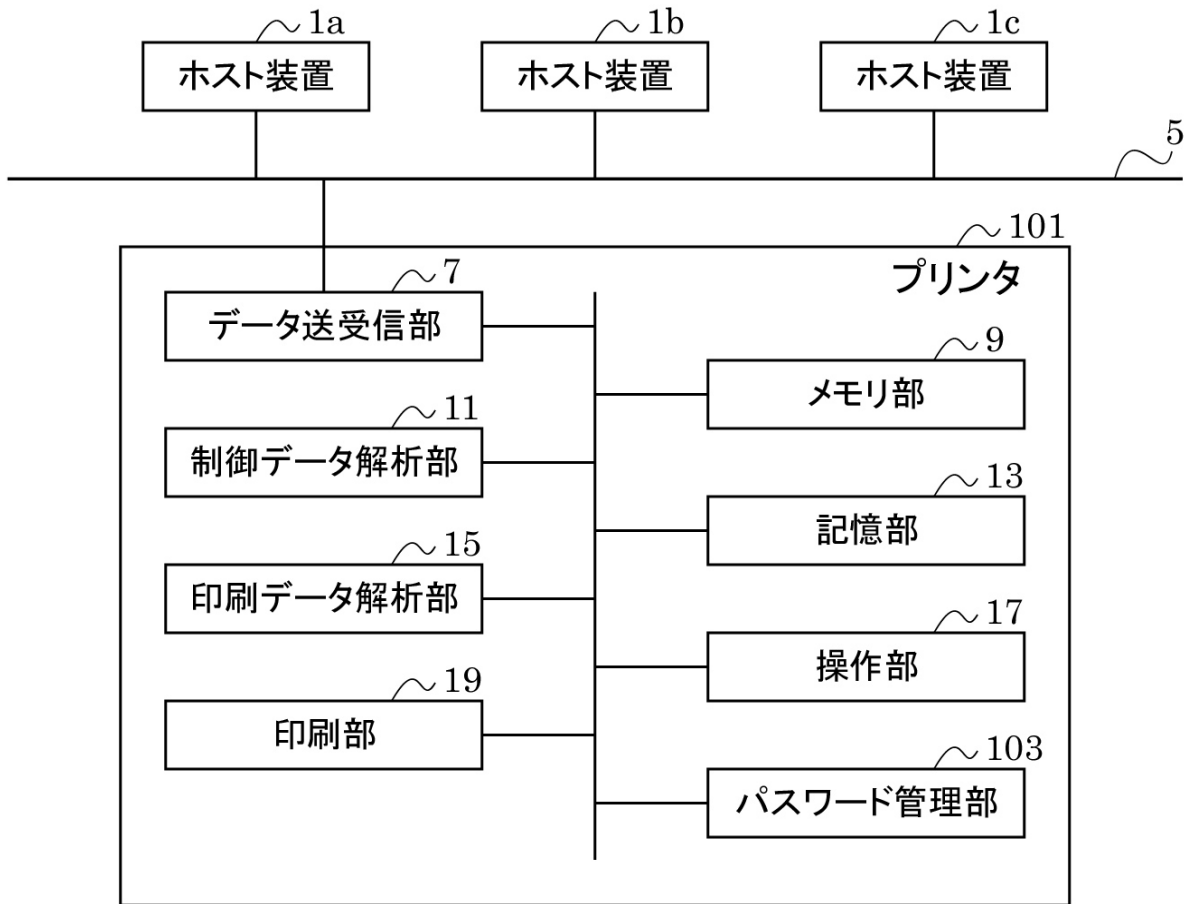 1a
ホスト装置
1b
ホスト装置
1c
ホスト装置
5
101
プリンタ
7
データ送受信部
9
メモリ部
11
制御データ解析部
13
記憶部
15
印刷データ解析部
17
操作部
19
印刷部
103
パスワード管理部